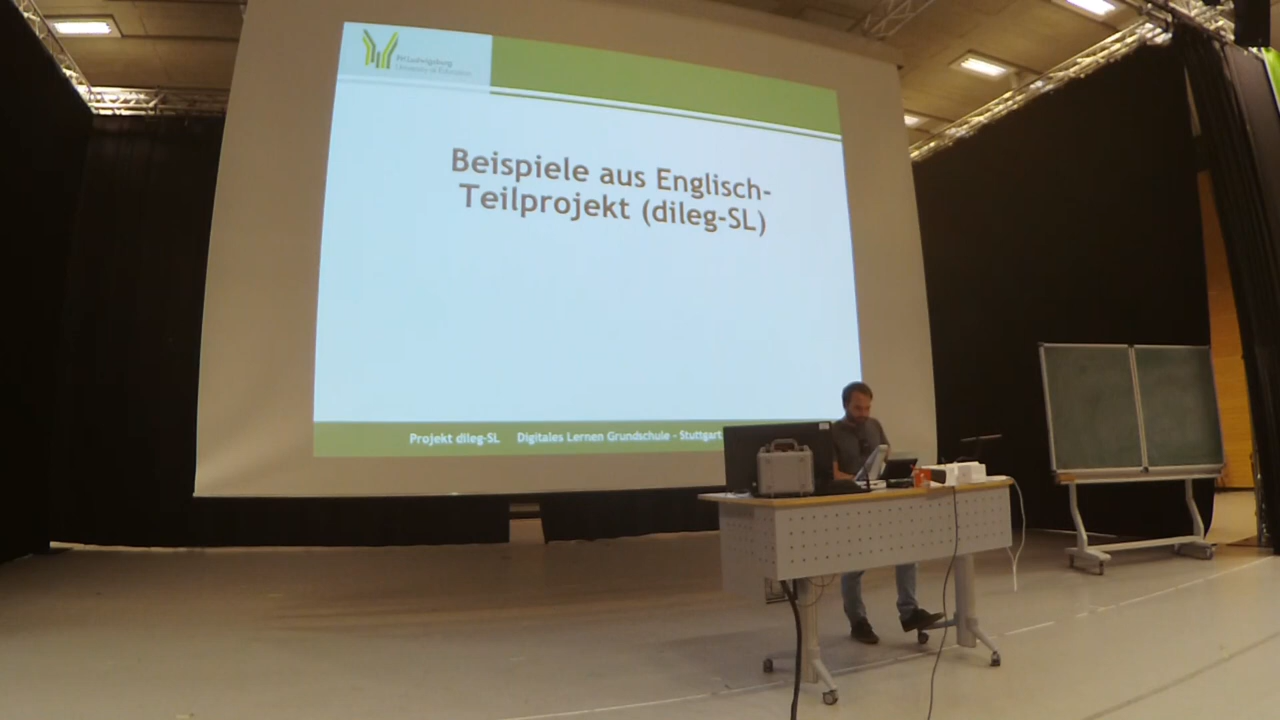 PH Ludwigsburg
University of Education
Beispiele aus Englisch-
Teilprojekt (dileg-SL)
Projekt dileg-SL Digitales Lernen Grundschule - Stuttgart